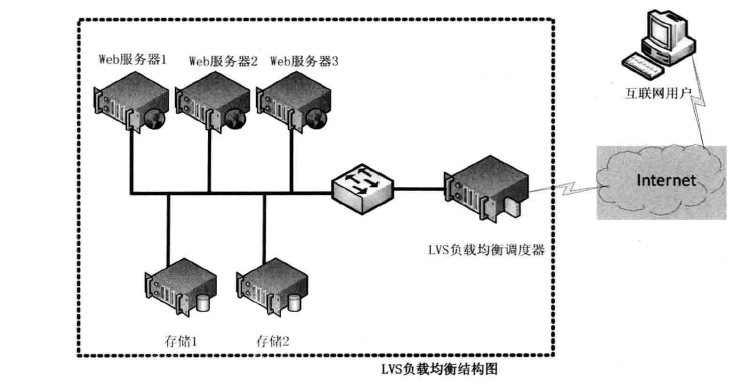 Web服务器1
Web服务器2
Web服务器3
互联网用户
Internet
LVS负载均衡调度器
存储1
存储2
LVS负载均衡结构图